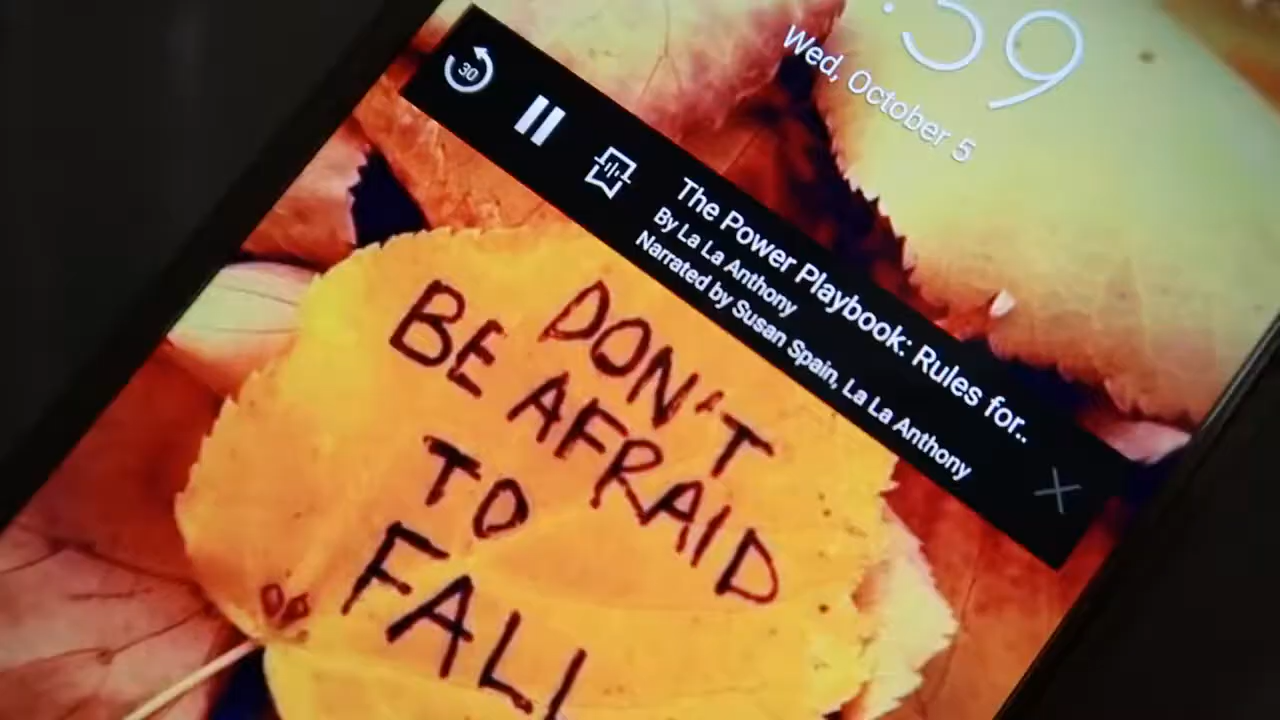 :39
Wed, October 5
30
The Power Playbook: Rules for..
By La La Anthony
Narrated by Susan Spain, La La Anthony
DON'T
BE AFRAID
TO
FALL